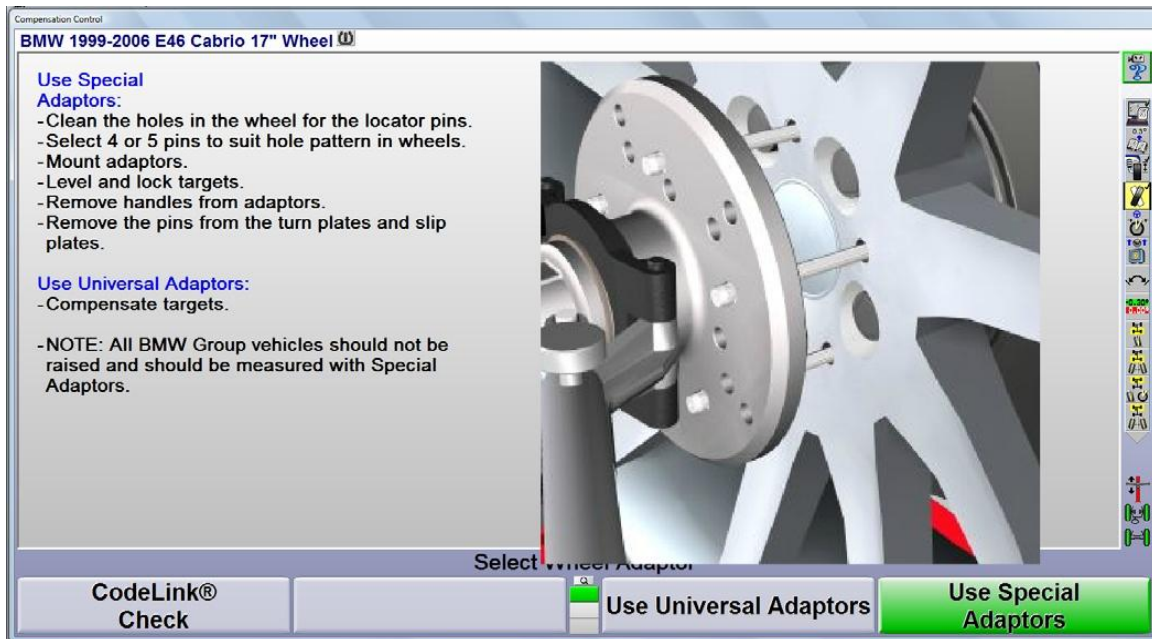 Compensation Control
BMW 1999-2006 E46 Cabrio 17" Wheel
Use Special
Adaptors:
-Clean the holes in the wheel for the locator pins.
-Select 4 or 5 pins to suit hole pattern in wheels.
-Mount adaptors.
-Level and lock targets.
-Remove handles from adaptors.
-Remove the pins from the turn plates and slip
plates.
Use Universal Adaptors:
-Compensate targets.
-NOTE: All BMW Group vehicles should not be
raised and should be measured with Special
Adaptors.
Select Wheel Adaptor
CodeLink®
Check
Use Universal Adaptors
Use Special
Adaptors